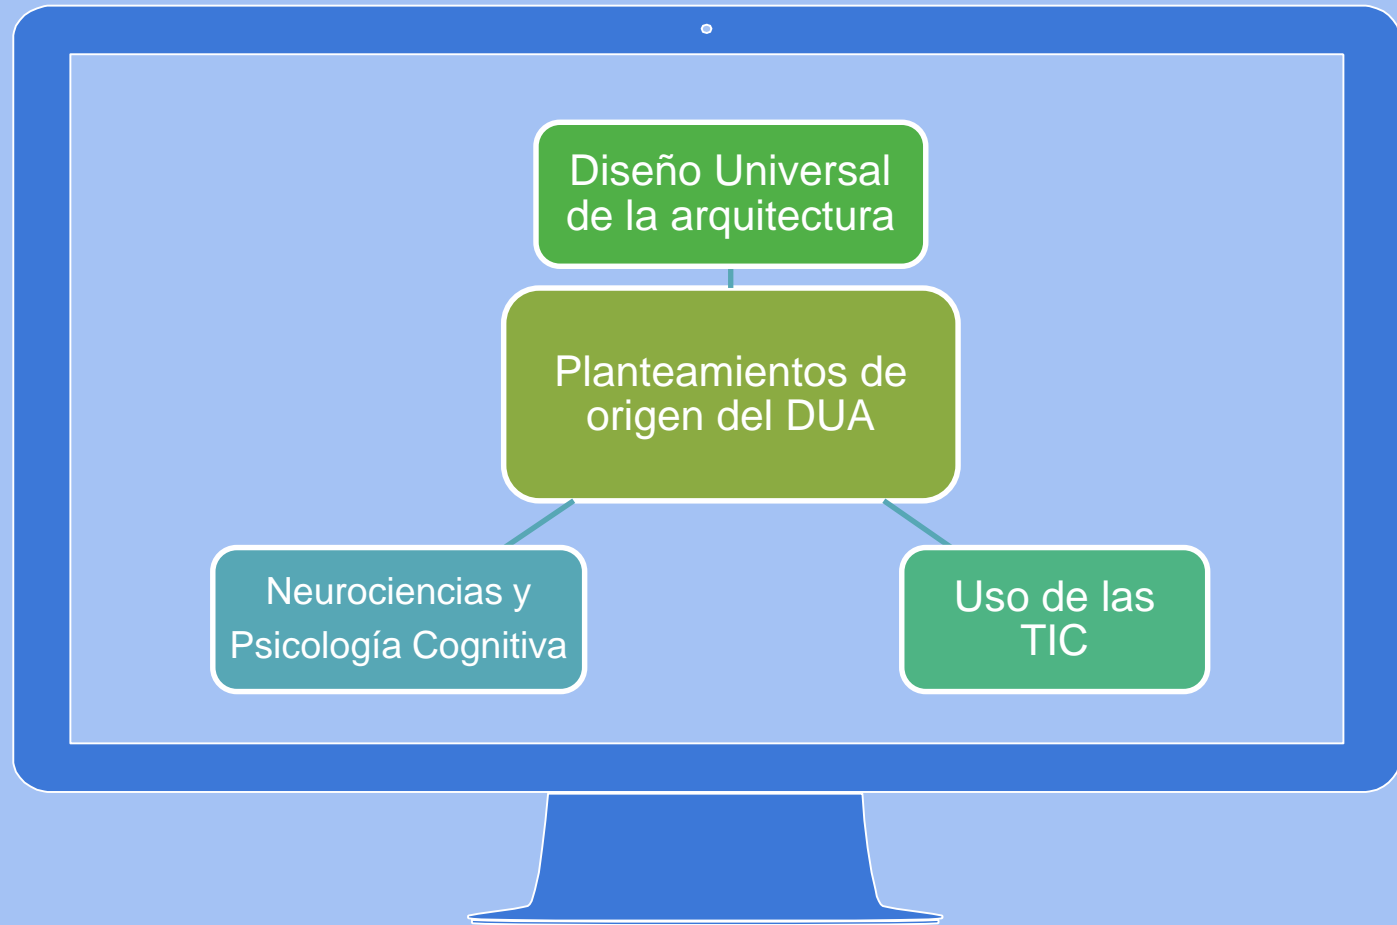 Diseño Universal
de la arquitectura
Planteamientos de
origen del DUA
Neurociencias y
Psicología Cognitiva
Uso de las
TIC